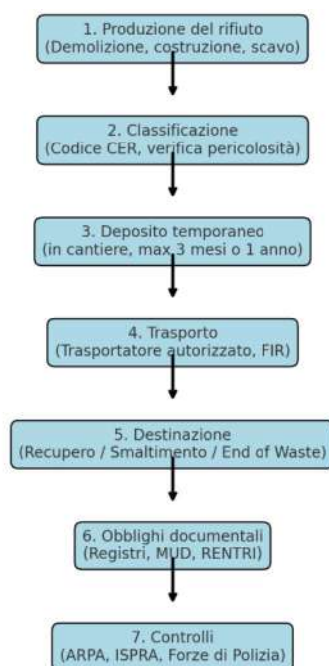 1. Produzione del rifiuto
(Demolizione, costruzione, scavo)
2. Classificazione
(Codice CER, verifica pericolosità)
3. Deposito temporaneo
(in cantiere, max 3 mesi o 1 anno)
4. Trasporto
(Trasportatore autorizzato, FIR)
5. Destinazione
(Recupero / Smaltimento / End of Waste)
6. Obblighi documentali
(Registri, MUD, RENTRI)
7. Controlli
(ARPA, ISPRA, Forze di Polizia)